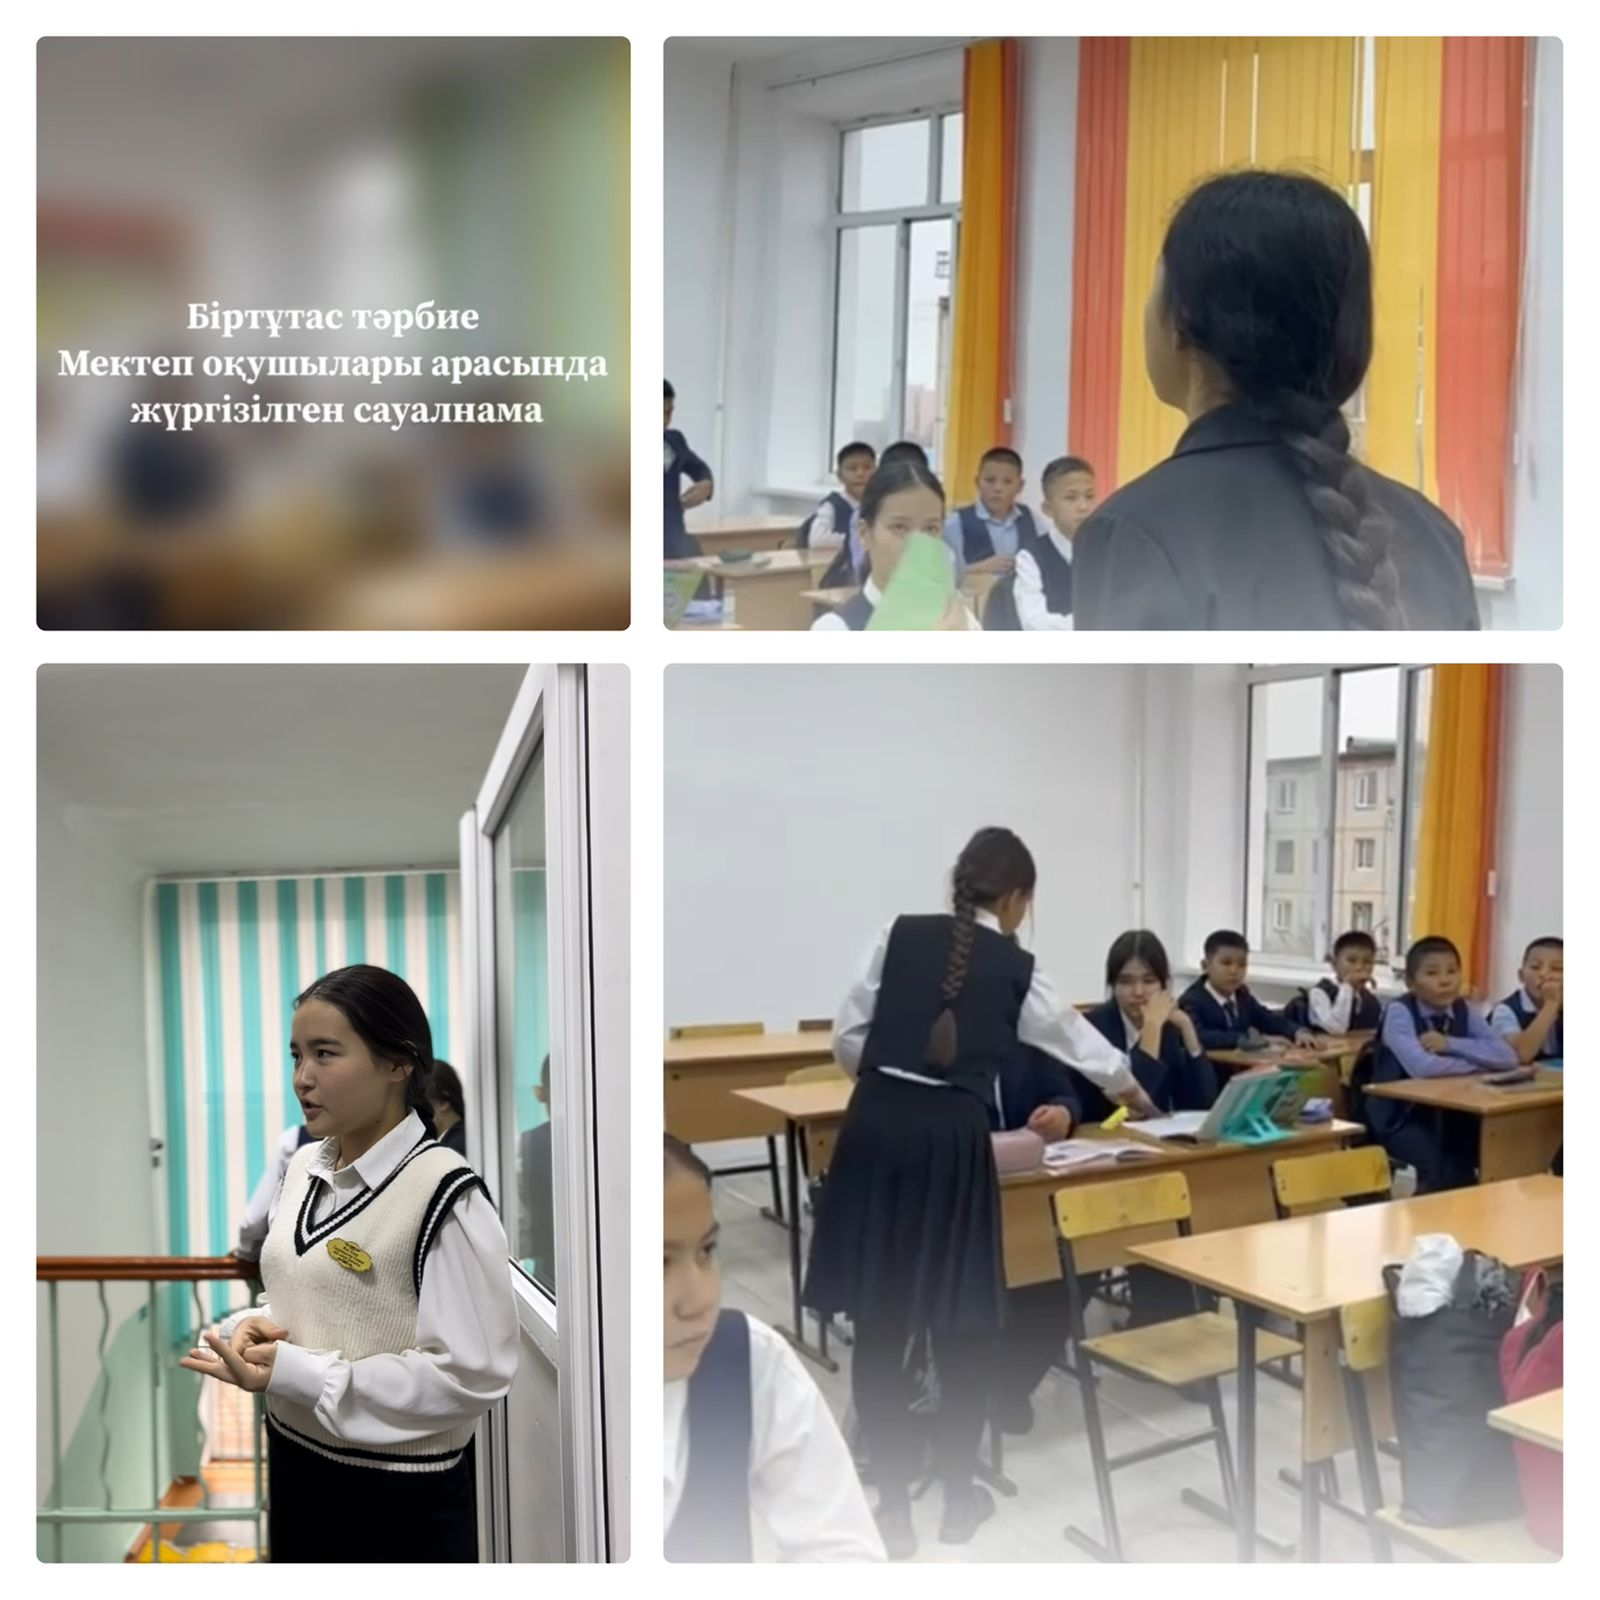 Біртұтас тәрбие
Мектеп оқушылары арасында
жүргізілген сауалнама